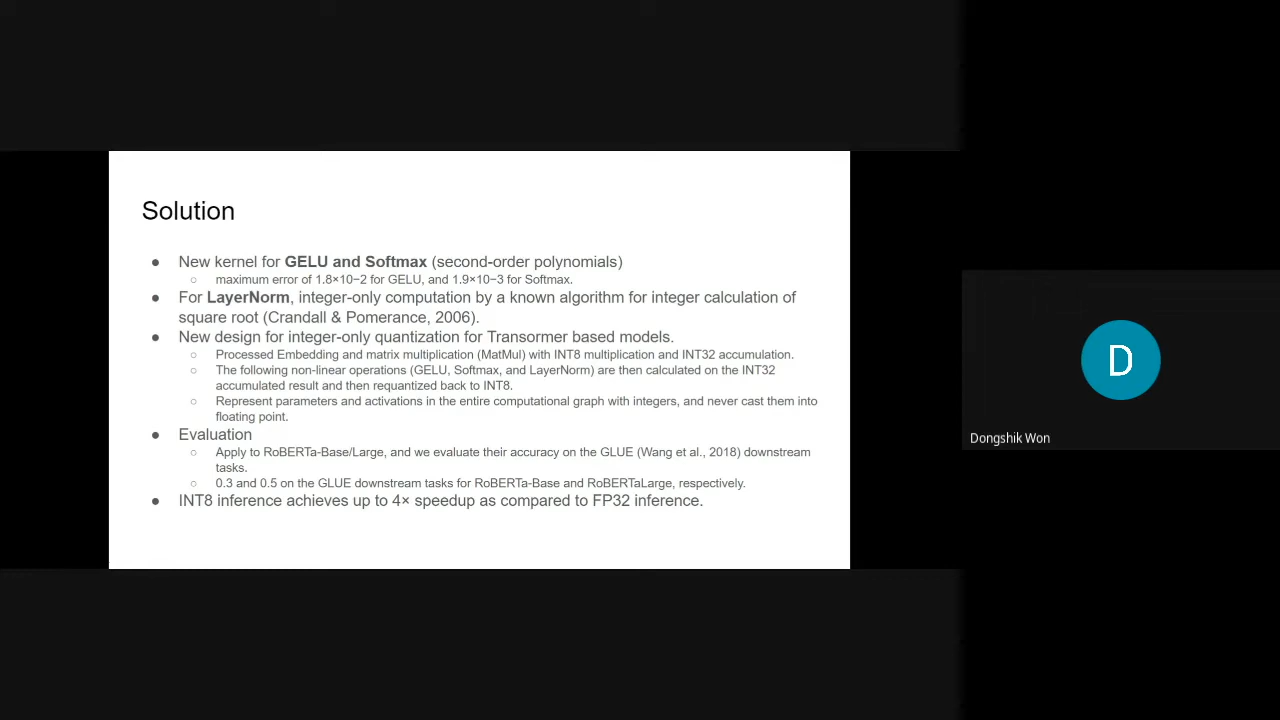 Solution
● New kernel for GELU and Softmax (second-order polynomials)
○ maximum error of 1.8×10−2 for GELU, and 1.9×10−3 for Softmax.
● For LayerNorm, integer-only computation by a known algorithm for integer calculation of
square root (Crandall & Pomerance, 2006).
● New design for integer-only quantization for Transormer based models.
○ Processed Embedding and matrix multiplication (MatMul) with INT8 multiplication and INT32 accumulation.
○ The following non-linear operations (GELU, Softmax, and LayerNorm) are then calculated on the INT32
accumulated result and then requantized back to INT8.
○ Represent parameters and activations in the entire computational graph with integers, and never cast them into
floating point.
● Evaluation
○ Apply to RoBERTa-Base/Large, and we evaluate their accuracy on the GLUE (Wang et al., 2018) downstream
tasks.
○ 0.3 and 0.5 on the GLUE downstream tasks for RoBERTa-Base and RoBERTaLarge, respectively.
● INT8 inference achieves up to 4× speedup as compared to FP32 inference.
D
Dongshik Won